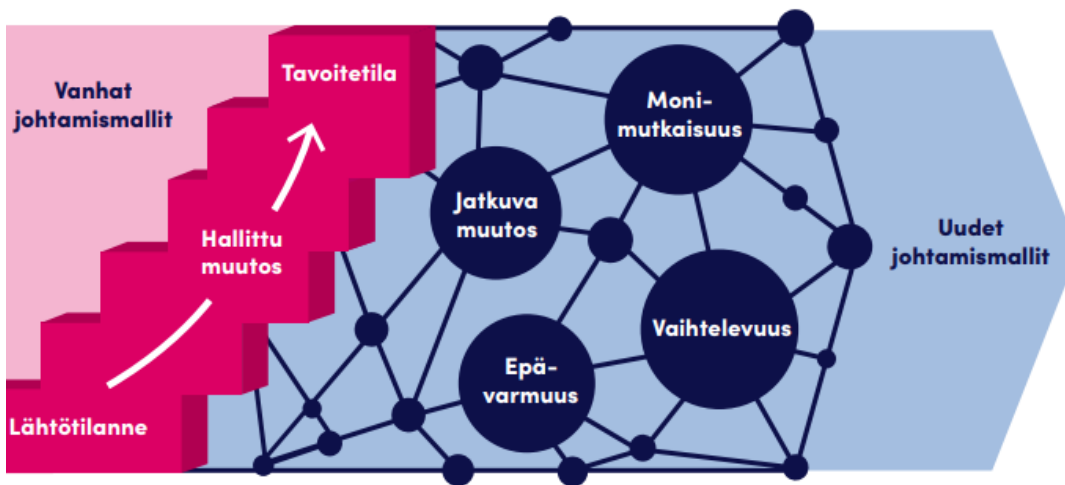 Vanhat
johtamismallit
Tavoitetila
Hallittu
muutos
Lähtötilanne
Moni-
mutkaisuus
Jatkuva
muutos
Vaihtelevuus
Epä-
varmuus
Uudet
johtamismallit